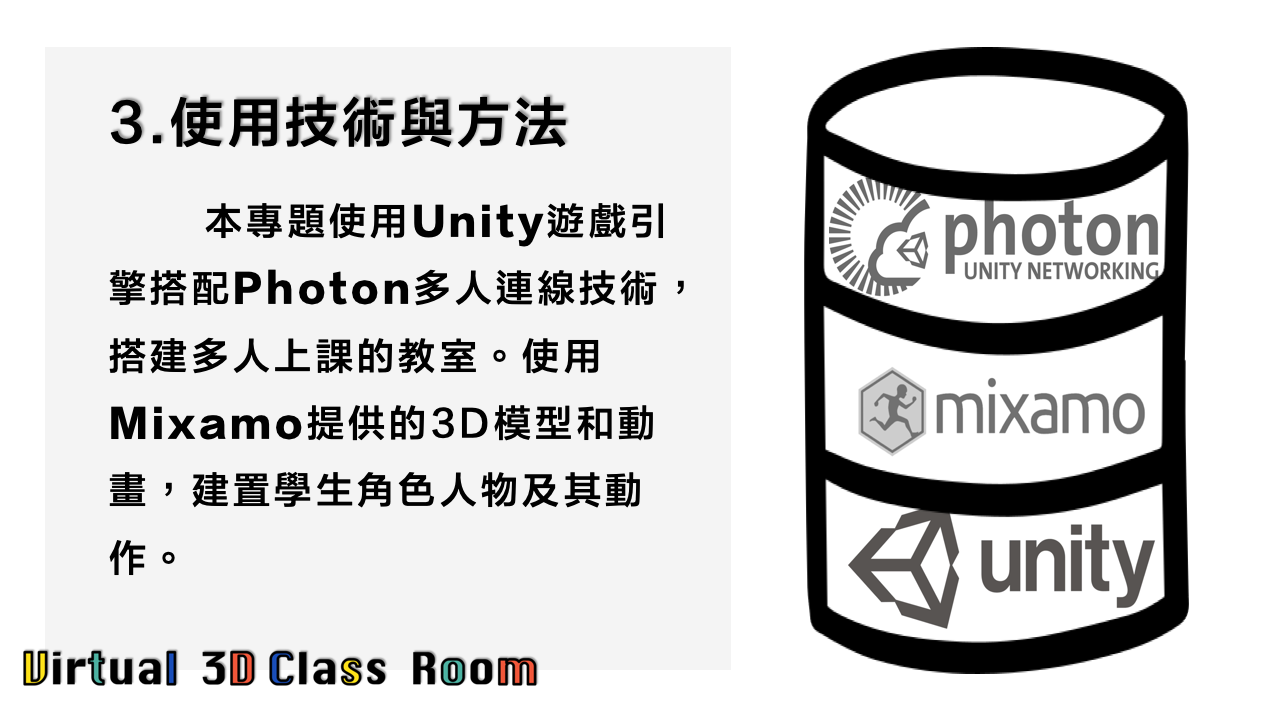 3.使用技術與方法
本專題使用Unity遊戲引
擎搭配Photon多人連線技術，
搭建多人上課的教室。使用
Mixamo提供的3D模型和動
畫，建置學生角色人物及其動
作。
Virtual 3D Class Room
photon
UNITY NETWORKING
mixamo
unity